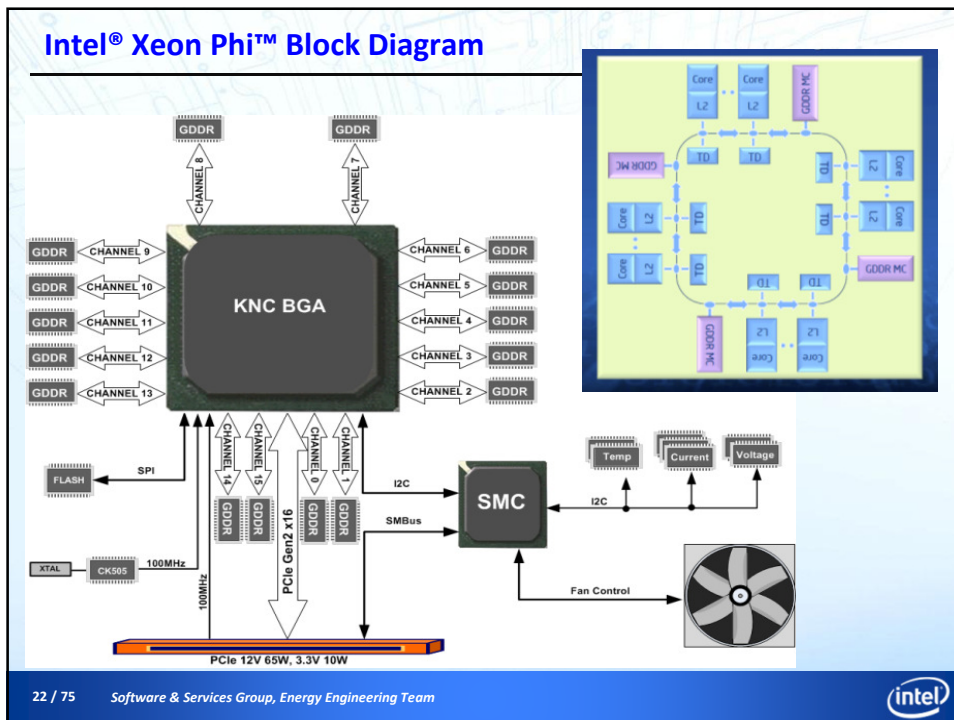 Intel® Xeon Phi™ Block Diagram
GDDR
GDDR
CHANNEL 8
CHANNEL 7
GDDR
CHANNEL 9
CHANNEL 6
GDDR
GDDR
CHANNEL 10
CHANNEL 5
GDDR
KNC BGA
GDDR
CHANNEL 11
CHANNEL 4
GDDR
GDDR
CHANNEL 12
CHANNEL 3
GDDR
GDDR
CHANNEL 13
CHANNEL 2
GDDR
CHANNEL 14
CHANNEL 15
PCIe Gen2 x16
CHANNEL 0
CHANNEL 1
GDDR
GDDR
GDDR
GDDR
FLASH
SPI
I2C
SMBus
SMC
I2C
Temp
Current
Voltage
XTAL
CK505
100MHz
100MHz
Fan Control
PCIe 12V 65W, 3.3V 10W
Core
Core
L2
L2
GDDR MC
TD
TD
GDDR MC
TD
L2
Core
TD
L2
Core
Core
L2
TD
Core
L2
TD
GDDR MC
TD
TD
GDDR MC
L2
L2
Core
Core
22 / 75
Software & Services Group, Energy Engineering Team
intel